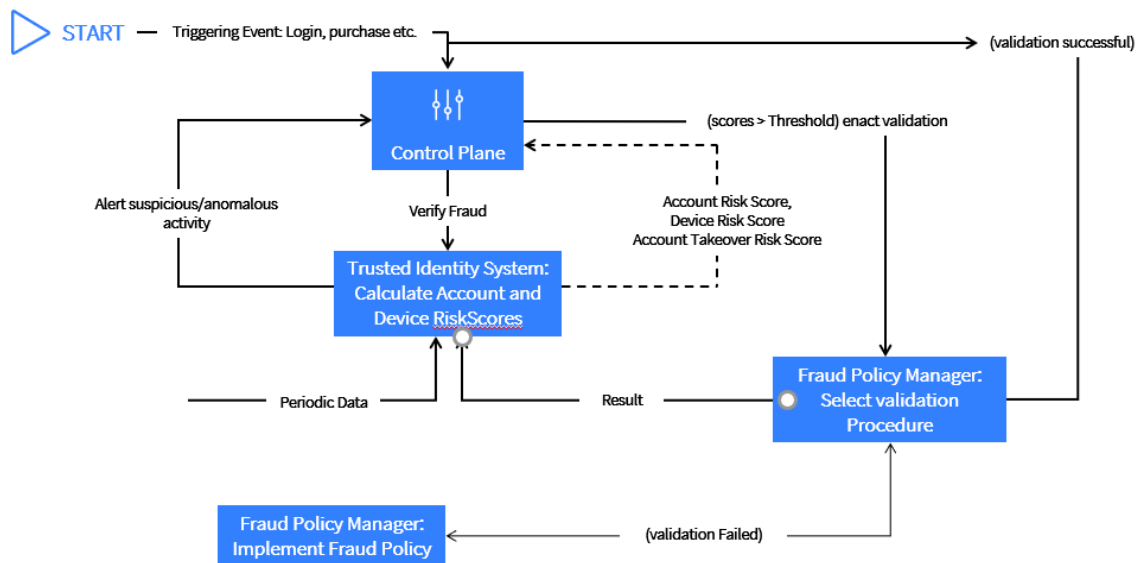 START
Triggering Event: Login, purchase etc.
(validation successful)
Control Plane
(scores > Threshold) enact validation
Alert suspicious/anomalous
activity
Verify Fraud
Account Risk Score,
Device Risk Score
Account Takeover Risk Score
Trusted Identity System:
Calculate Account and
Device RiskScores
Periodic Data
Result
Fraud Policy Manager:
Select validation
Procedure
Fraud Policy Manager:
Implement Fraud Policy
(validation Failed)